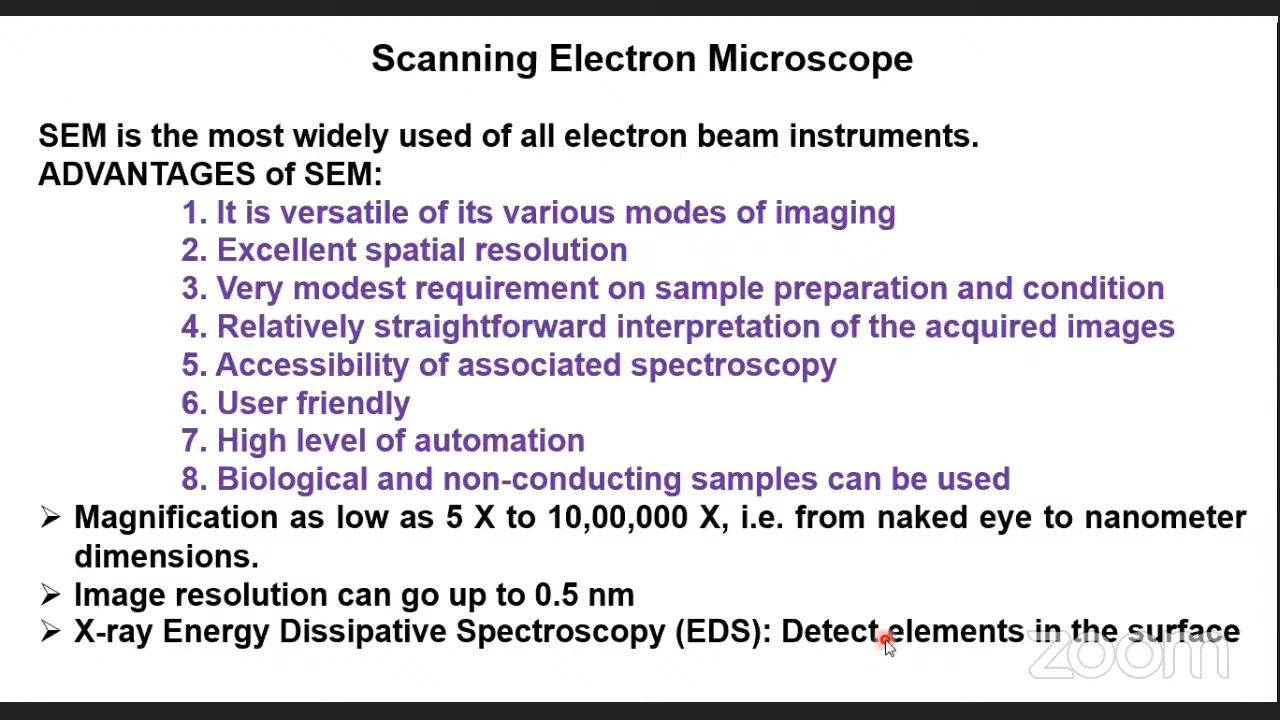 Scanning Electron Microscope
SEM is the most widely used of all electron beam instruments.
ADVANTAGES of SEM:
1. It is versatile of its various modes of imaging
2. Excellent spatial resolution
3. Very modest requirement on sample preparation and condition
4. Relatively straightforward interpretation of the acquired images
5. Accessibility of associated spectroscopy
6. User friendly
7. High level of automation
8. Biological and non-conducting samples can be used
➢ Magnification as low as 5 X to 10,00,000 X, i.e. from naked eye to nanometer
dimensions.
➢ Image resolution can go up to 0.5 nm
➢ X-ray Energy Dissipative Spectroscopy (EDS): Detect elements in the surface
zoom